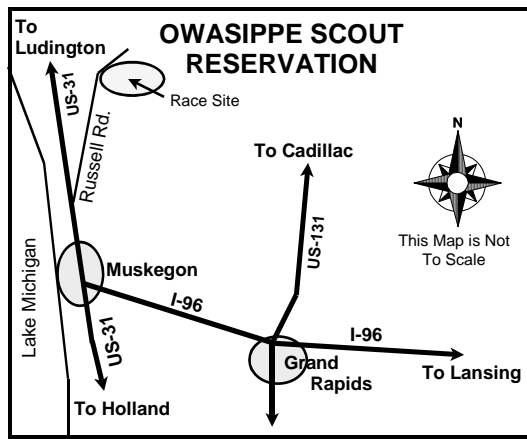 OWASIPPE SCOUT
RESERVATION
To
Ludington
US-31
Russell Rd.
Race Site
To Cadillac
US-131
N
This Map is Not
To Scale
Lake Michigan
Muskegon
I-96
US-31
I-96
Grand
Rapids
To Lansing
To Holland